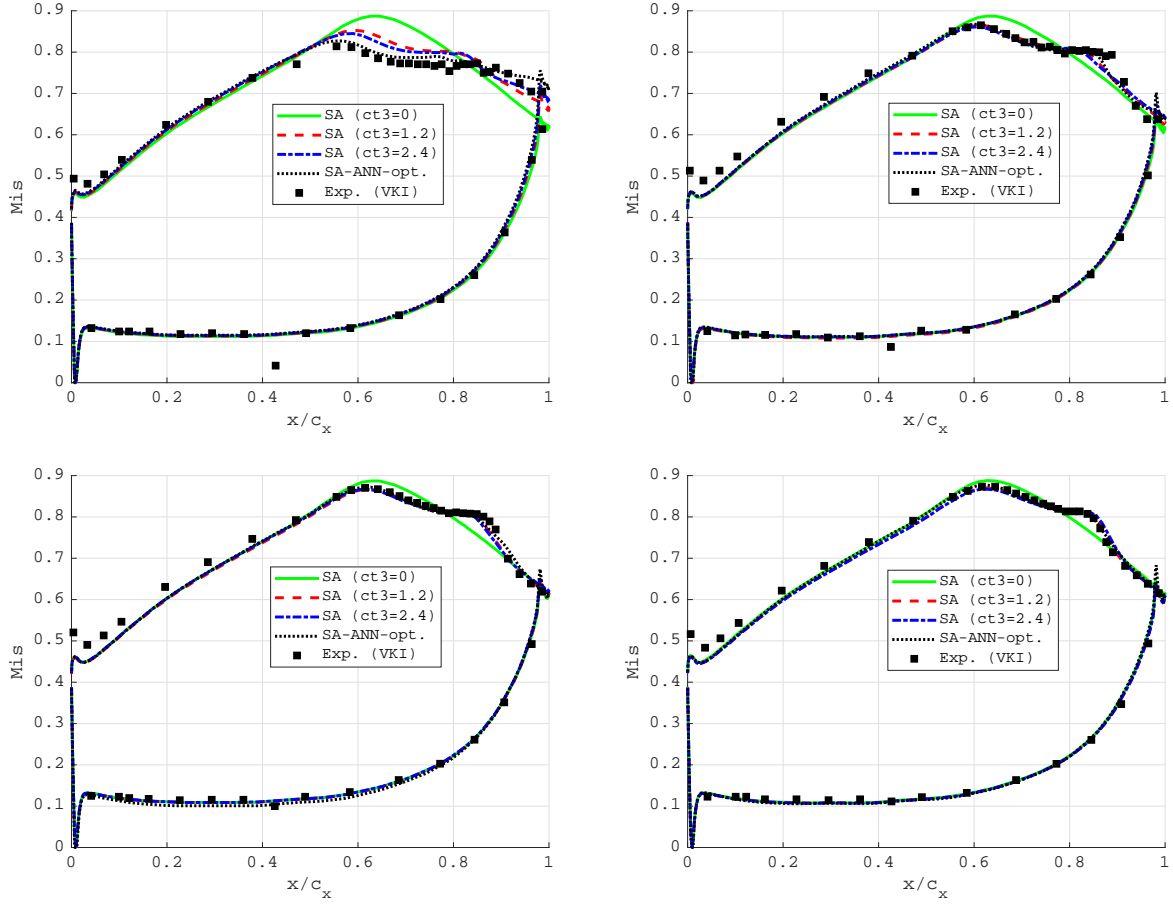 0.9
0.8
0.7
0.6
0.5
0.4
0.3
0.2
0.1
0
Mis
SA (ct3=0)
SA (ct3=1.2)
SA (ct3=2.4)
SA-ANN-opt.
Exp. (VKI)
0 0.2 0.4 0.6 0.8 1
x/c_x
0.9
0.8
0.7
0.6
0.5
0.4
0.3
0.2
0.1
0
Mis
SA (ct3=0)
SA (ct3=1.2)
SA (ct3=2.4)
SA-ANN-opt.
Exp. (VKI)
0 0.2 0.4 0.6 0.8 1
x/c_x
0.9
0.8
0.7
0.6
0.5
0.4
0.3
0.2
0.1
0
Mis
SA (ct3=0)
SA (ct3=1.2)
SA (ct3=2.4)
SA-ANN-opt.
Exp. (VKI)
0 0.2 0.4 0.6 0.8 1
x/c_x
0.9
0.8
0.7
0.6
0.5
0.4
0.3
0.2
0.1
0
Mis
SA (ct3=0)
SA (ct3=1.2)
SA (ct3=2.4)
SA-ANN-opt.
Exp. (VKI)
0 0.2 0.4 0.6 0.8 1
x/c_x